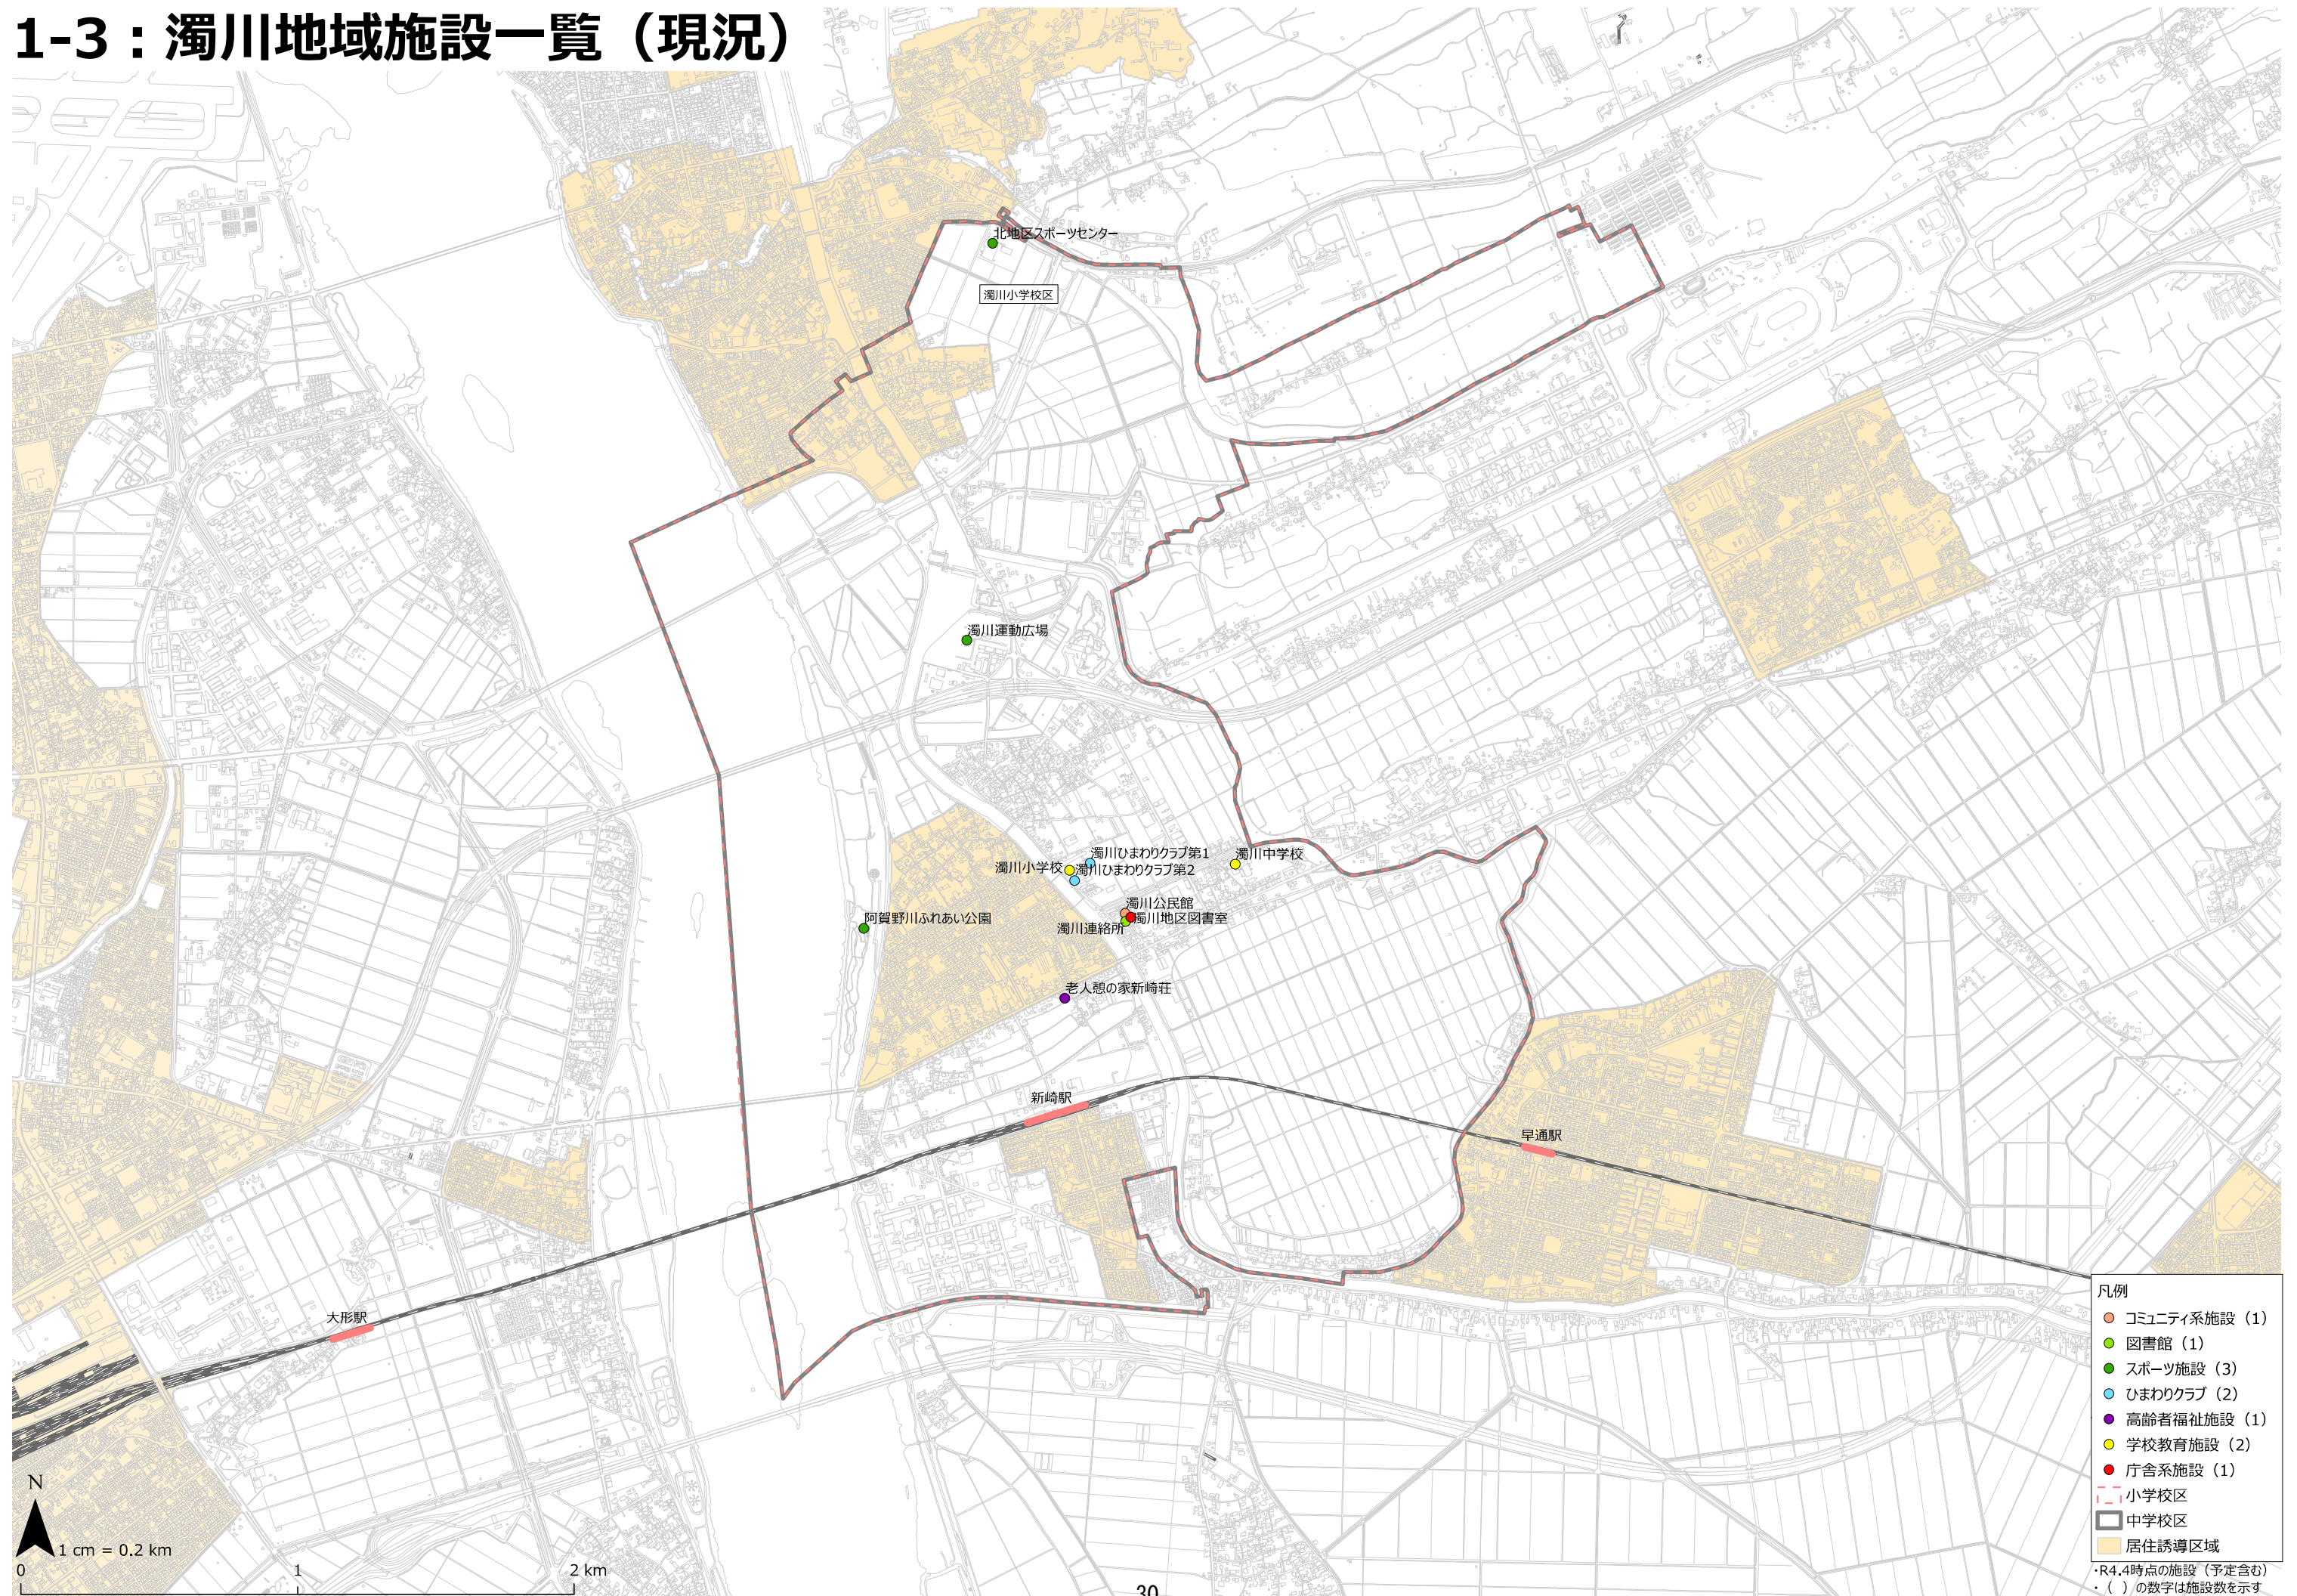 1-3：濁川地域施設一覧（現況）
北地区スポーツセンター
濁川小学校区
濁川運動広場
濁川ひまわりクラブ第1
濁川中学校
濁川小学校
濁川ひまわりクラブ第2
濁川公民館
濁川地区図書室
阿賀野川ふれあい公園
濁川連絡所
老人憩の家新崎荘
新崎駅
早通駅
大形駅
凡例
コミュニティ系施設（1）
図書館（1）
スポーツ施設（3）
ひまわりクラブ（2）
高齢者福祉施設（1）
学校教育施設（2）
庁舎系施設（1）
小学校区
中学校区
居住誘導区域
・R4.4時点の施設（予定含む）
・（ ）の数字は施設数を示す
N
1 cm = 0.2 km
0 1 2 km
30